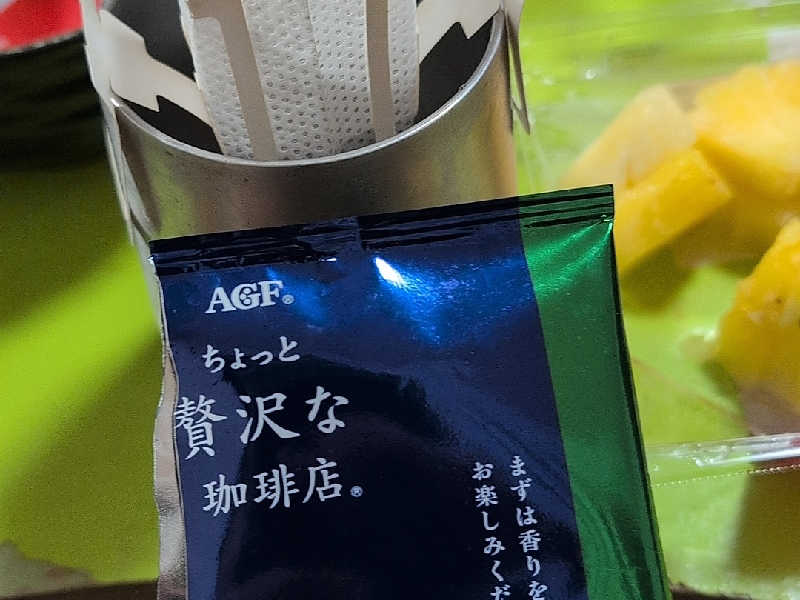 AGF®
ちょっと
贅沢な
珈琲店®
まずは香りを
お楽しみくだ